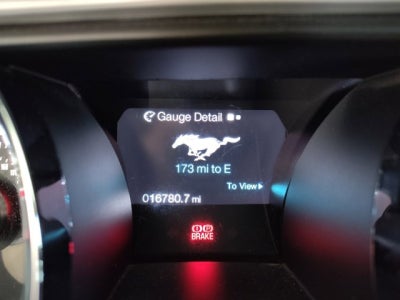 Gauge Detail
173 mi to E
To View
016780.7 mi
BRAKE